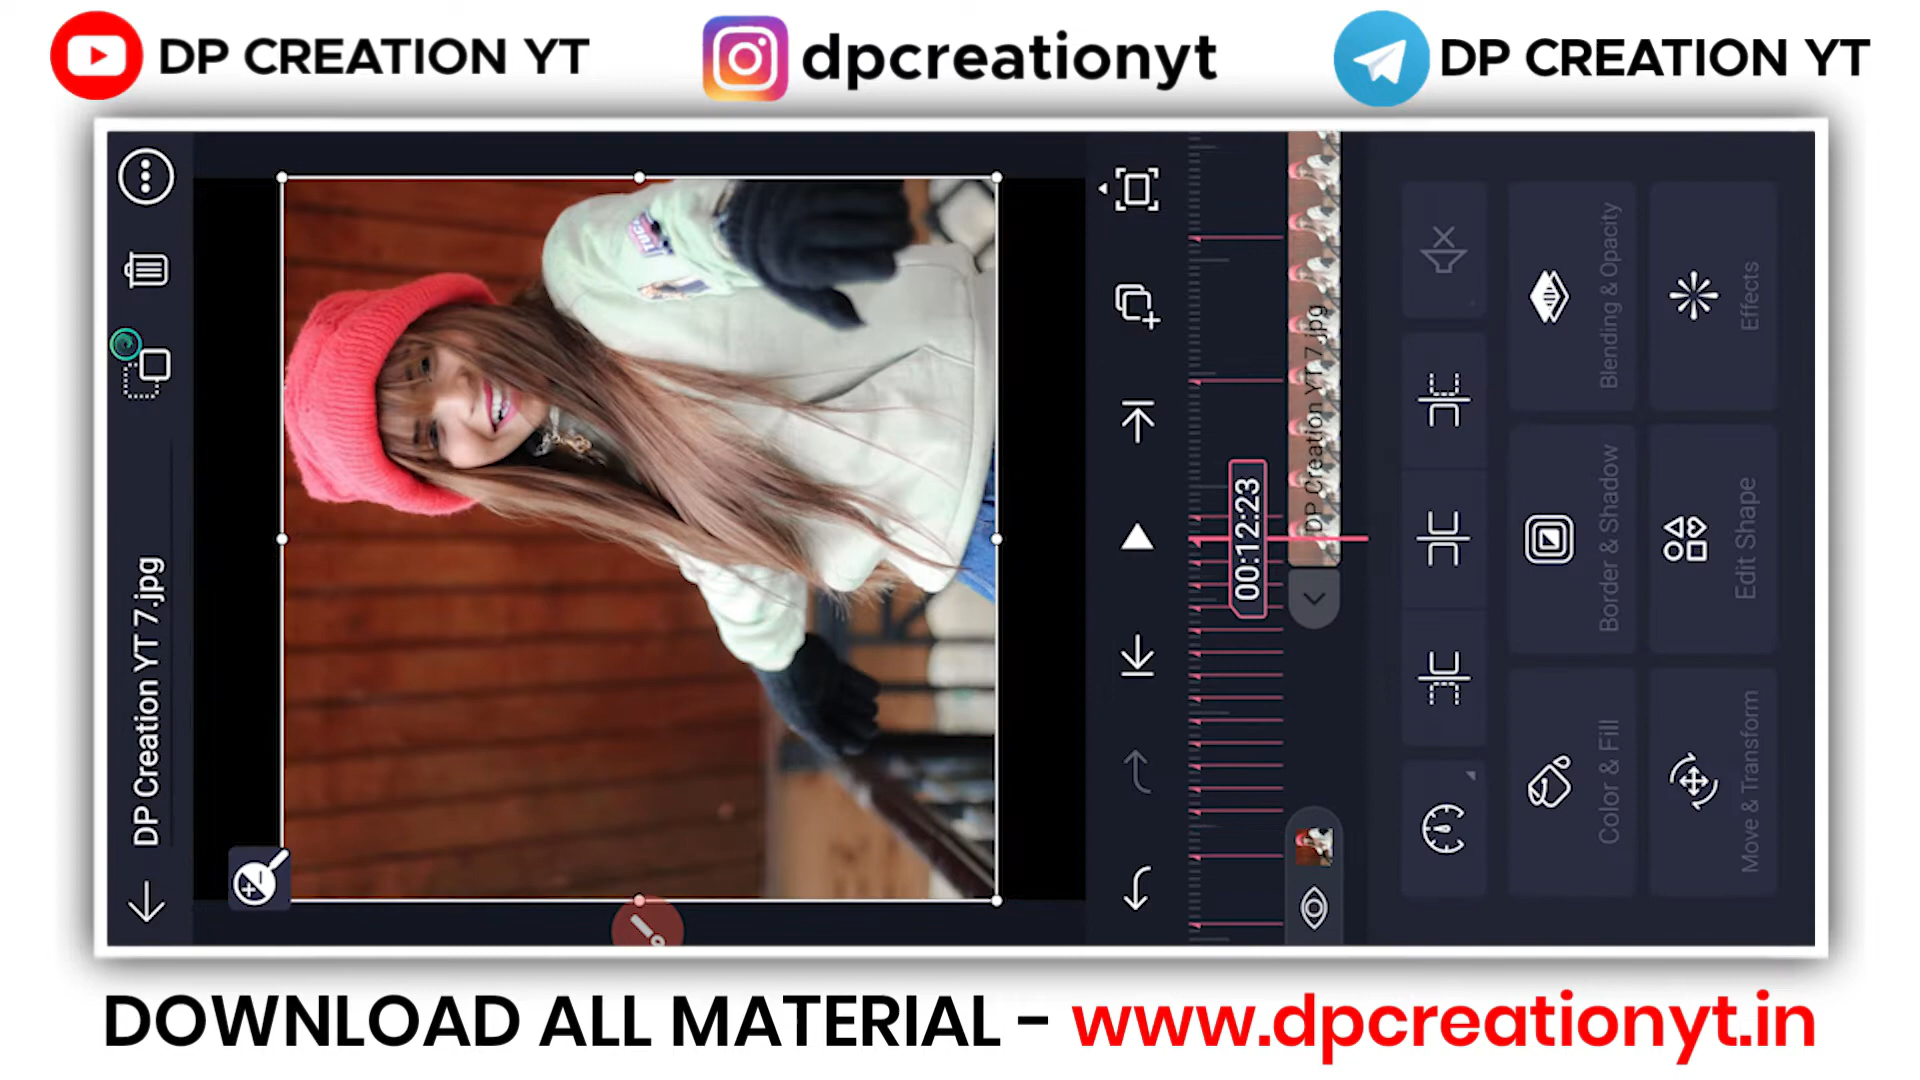 DP CREATION YT
dpcreationyt
DP CREATION YT
DP Creation YT 7.jpg
00:12:23
DP Creation YT 7.jpg
Blending & Opacity
Effects
Border & Shadow
Edit Shape
Color & Fill
Move & Transform
DOWNLOAD ALL MATERIAL - www.dpcreationyt.in